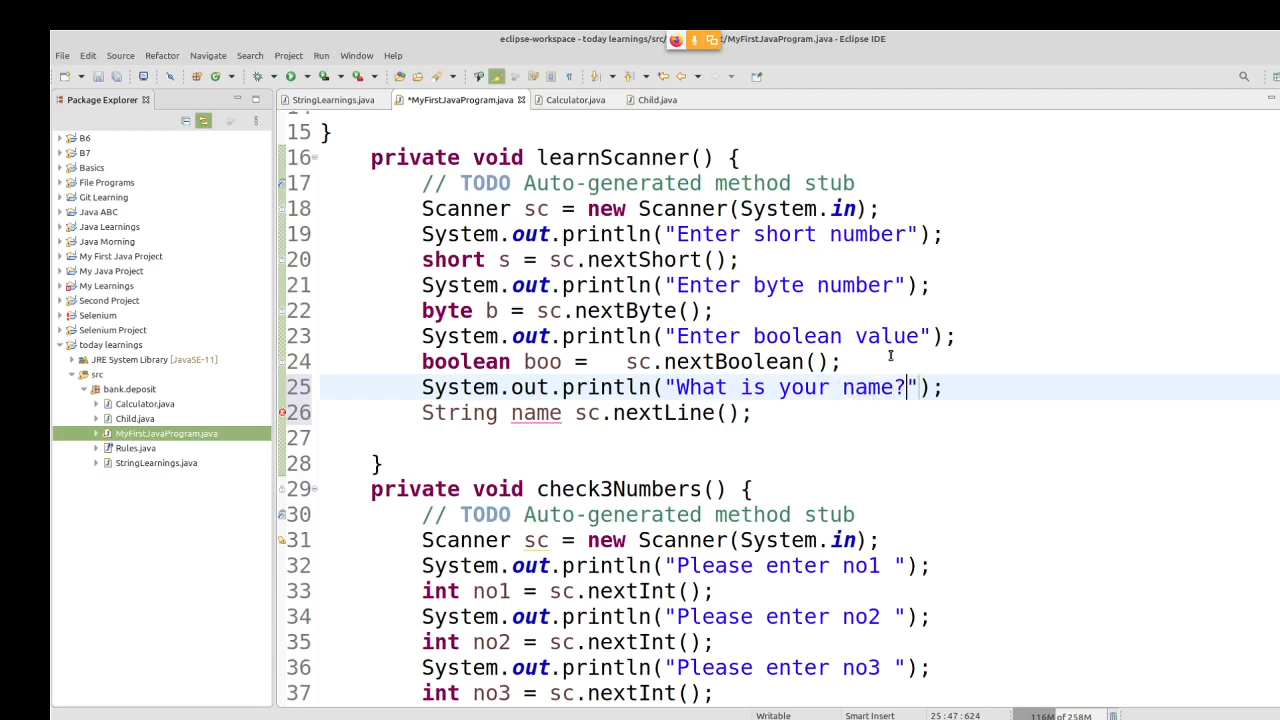 eclipse-workspace - today learnings/src/ t/MyFirstJavaProgram.java - Eclipse IDE
File Edit Source Refactor Navigate Search Project Run Window Help
Package Explorer
StringLearnings.java *MyFirstJavaProgram.java Calculator.java Child.java
B6
B7
Basics
File Programs
Git Learning
Java ABC
Java Learnings
Java Morning
My First Java Project
My Java Project
My Learnings
Second Project
Selenium
Selenium Project
today learnings
JRE System Library [JavaSE-11]
src
bank.deposit
Calculator.java
Child.java
MyFirstJavaProgram.java
Rules.java
StringLearnings.java
15 }
16 private void learnScanner() {
17 // TODO Auto-generated method stub
18 Scanner sc = new Scanner(System.in);
19 System.out.println("Enter short number");
20 short s = sc.nextShort();
21 System.out.println("Enter byte number");
22 byte b = sc.nextByte();
23 System.out.println("Enter boolean value");
24 boolean boo =   sc.nextBoolean();
25 System.out.println("What is your name?");
26 String name sc.nextLine();
27
28 }
29 private void check3Numbers() {
30 // TODO Auto-generated method stub
31 Scanner sc = new Scanner(System.in);
32 System.out.println("Please enter no1 ");
33 int no1 = sc.nextInt();
34 System.out.println("Please enter no2 ");
35 int no2 = sc.nextInt();
36 System.out.println("Please enter no3 ");
37 int no3 = sc.nextInt();
Writable Smart Insert 25:47:624 116M of 258M